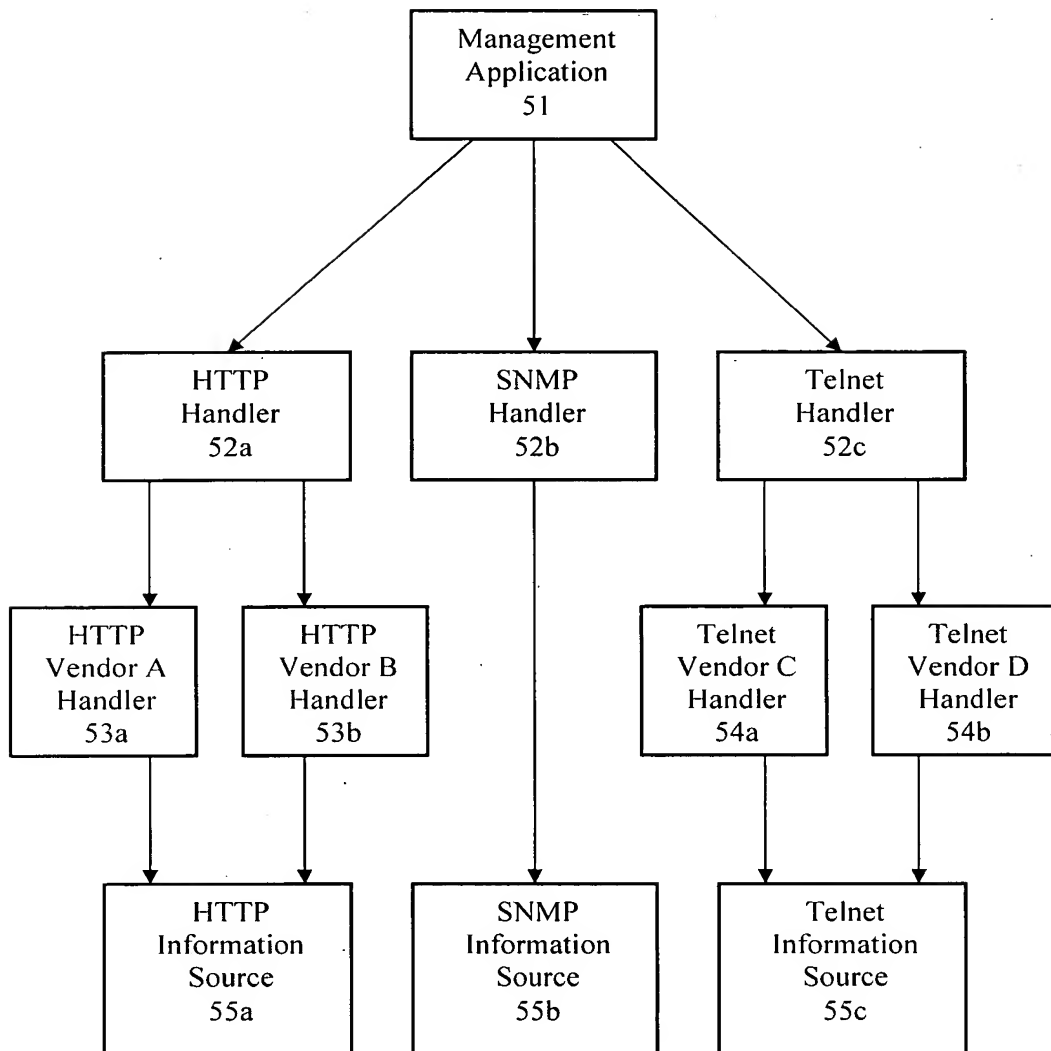 Management
Application
51
HTTP
Handler
52a
SNMP
Handler
52b
Telnet
Handler
52c
HTTP
Vendor A
Handler
53a
HTTP
Vendor B
Handler
53b
Telnet
Vendor C
Handler
54a
Telnet
Vendor D
Handler
54b
HTTP
Information
Source
55a
SNMP
Information
Source
55b
Telnet
Information
Source
55c